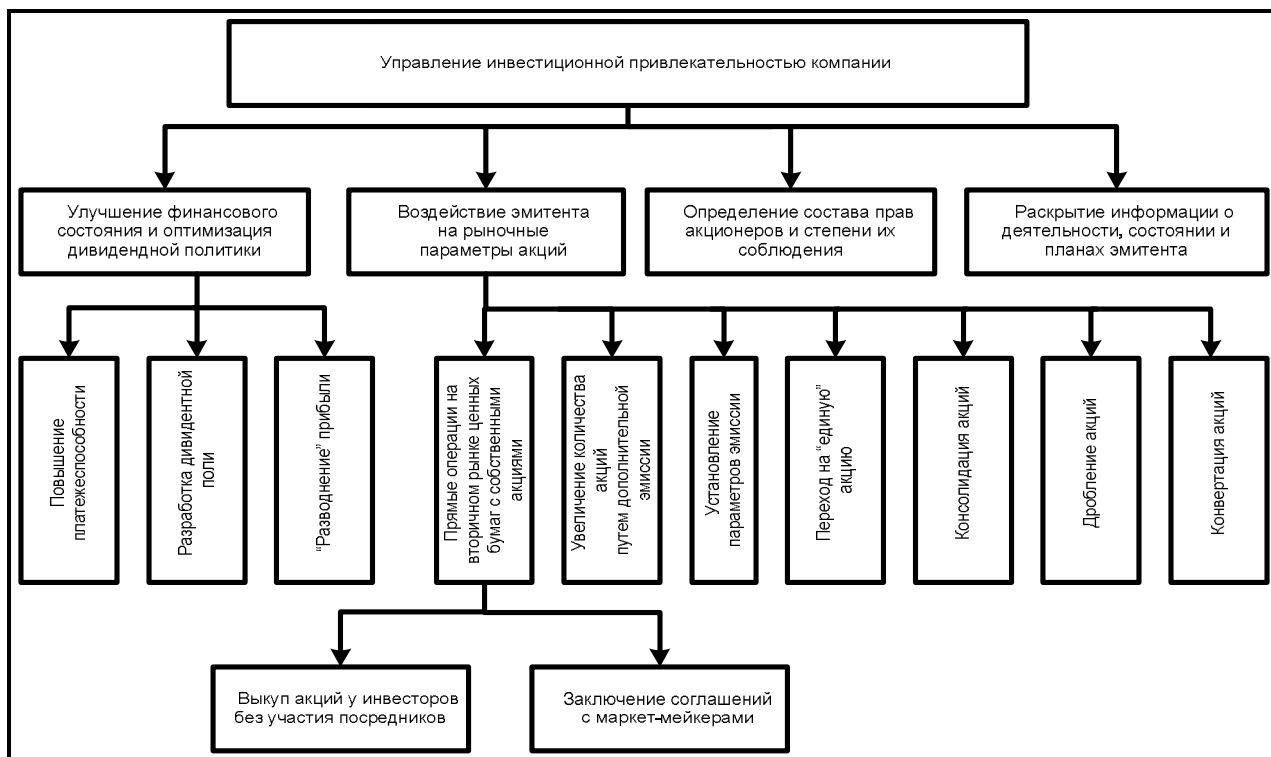 Управление инвестиционной привлекательностью компании
Улучшение финансового
состояния и оптимизация
дивидендной политики
Воздействие эмитента
на рыночные
параметры акций
Определение состава прав
акционеров и степени их
соблюдения
Раскрытие информации о
деятельности, состоянии и
планах эмитента
Повышение
платежеспособности
Разработка дивидентной
поли
“Разводнение” прибыли
Прямые операции на
вторичном рынке ценных
бумаг с собственными
акциями
Увеличение количества
акций
путем дополнительной
эмиссии
Установление
параметров эмиссии
Переход на “единую”
акцию
Консолидация акций
Дробление акций
Конвертация акций
Выкуп акций у инвесторов
без участия посредников
Заключение соглашений
с маркет-мейкерами